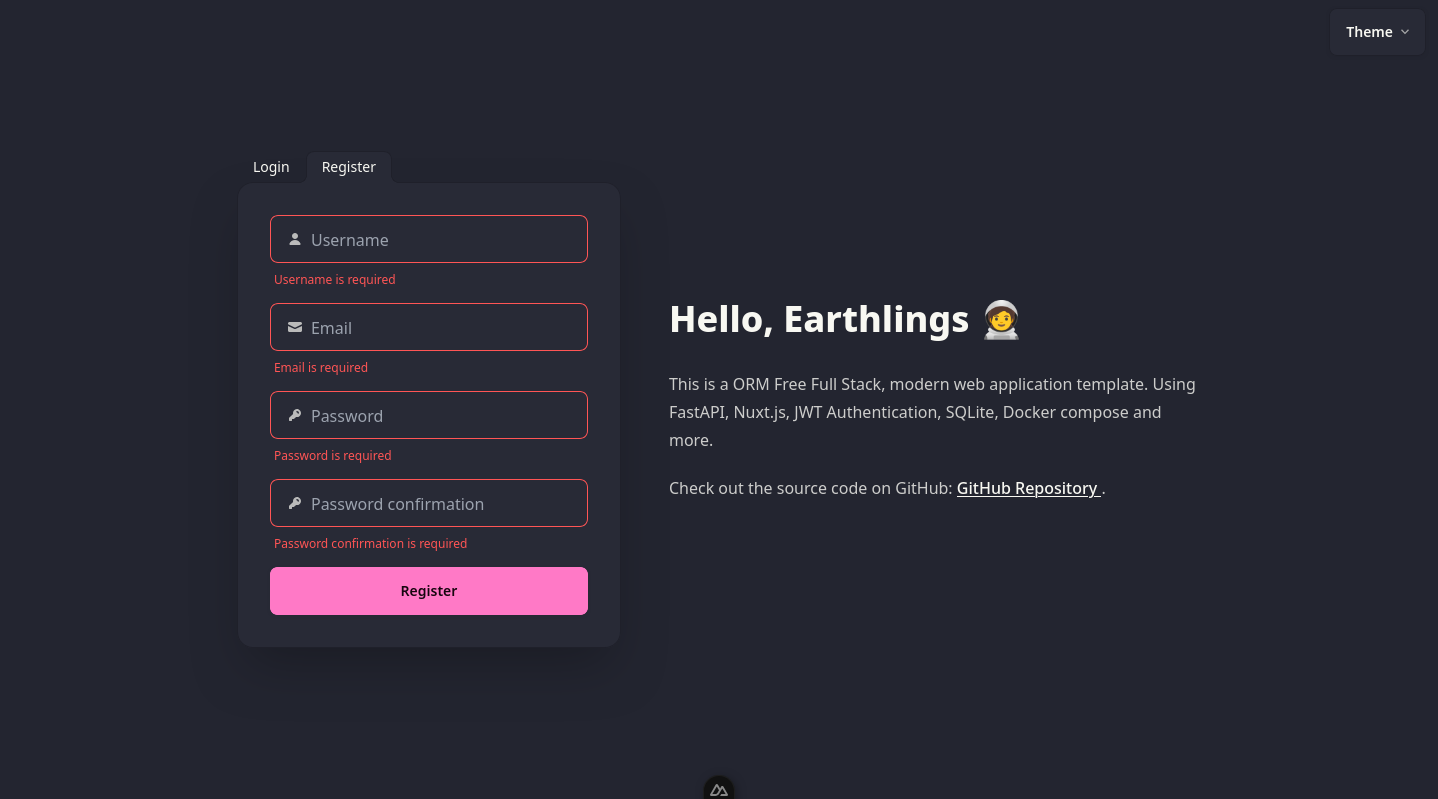 Theme
Login
Register
Username
Username is required
Email
Email is required
Password
Password is required
Password confirmation
Password confirmation is required
Register
Hello, Earthlings 🧑‍🚀
This is a ORM Free Full Stack, modern web application template. Using
FastAPI, Nuxt.js, JWT Authentication, SQLite, Docker compose and
more.
Check out the source code on GitHub: GitHub Repository .